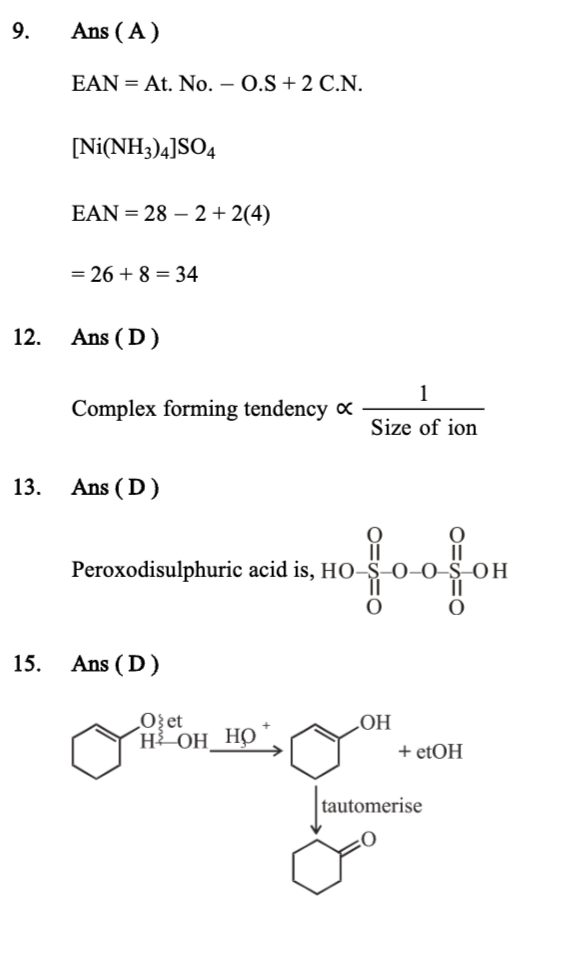 9. Ans ( A )
EAN = At. No. – O.S + 2 C.N.
[Ni(NH₃)₄]SO₄
EAN = 28 – 2 + 2(4)
= 26 + 8 = 34
12. Ans ( D )
Complex forming tendency ∝ 1 / Size of ion
13. Ans ( D )
O O
Peroxodisulphuric acid is, HO–S–O–O–S–OH
O O
15. Ans ( D )
O et OH
H OH HO +
+ etOH
tautomerise
O